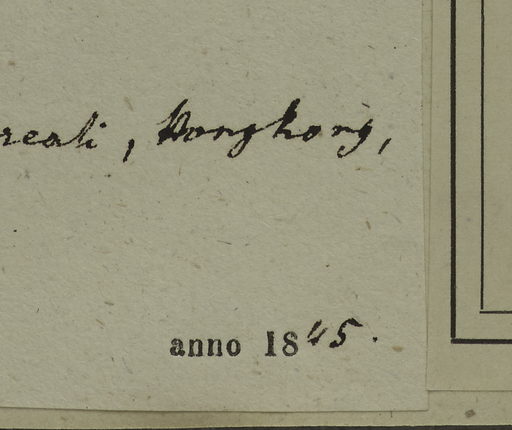 reali, Hongkong,
anno 1845.